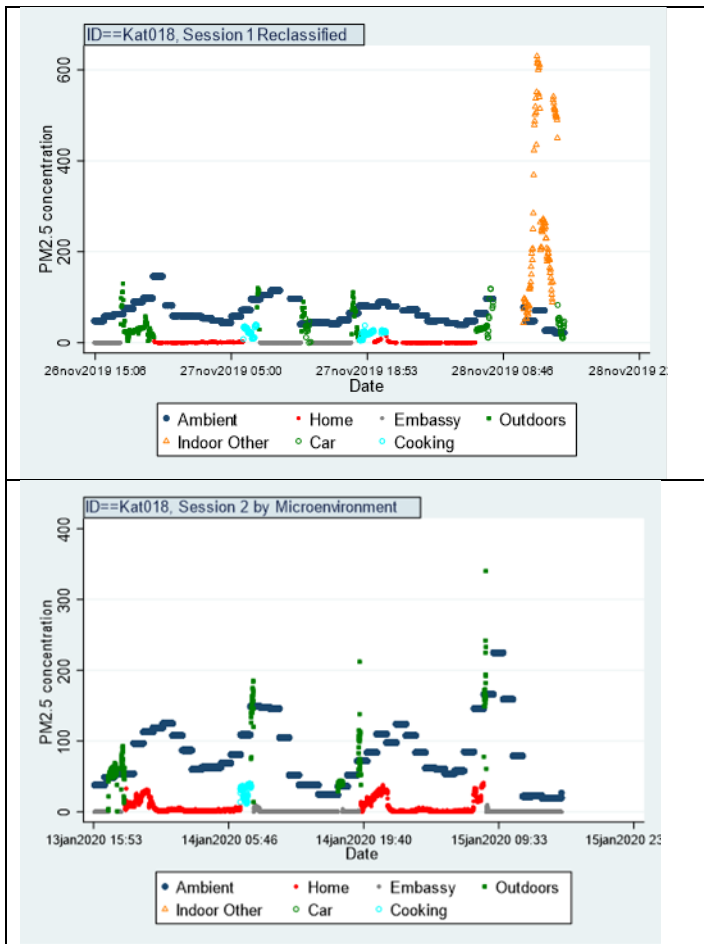 ID==Kat018, Session 1 Reclassified
600
400
200
0
PM2.5 concentration
26nov2019 15:06 27nov2019 05:00 27nov2019 18:53 28nov2019 08:46 28nov2019 2
Date
Ambient Home Embassy Outdoors
Indoor Other Car Cooking
ID==Kat018, Session 2 by Microenvironment
400
300
200
100
0
PM2.5 concentration
13jan2020 15:53 14jan2020 05:46 14jan2020 19:40 15jan2020 09:33 15jan2020 23
Date
Ambient Home Embassy Outdoors
Indoor Other Car Cooking